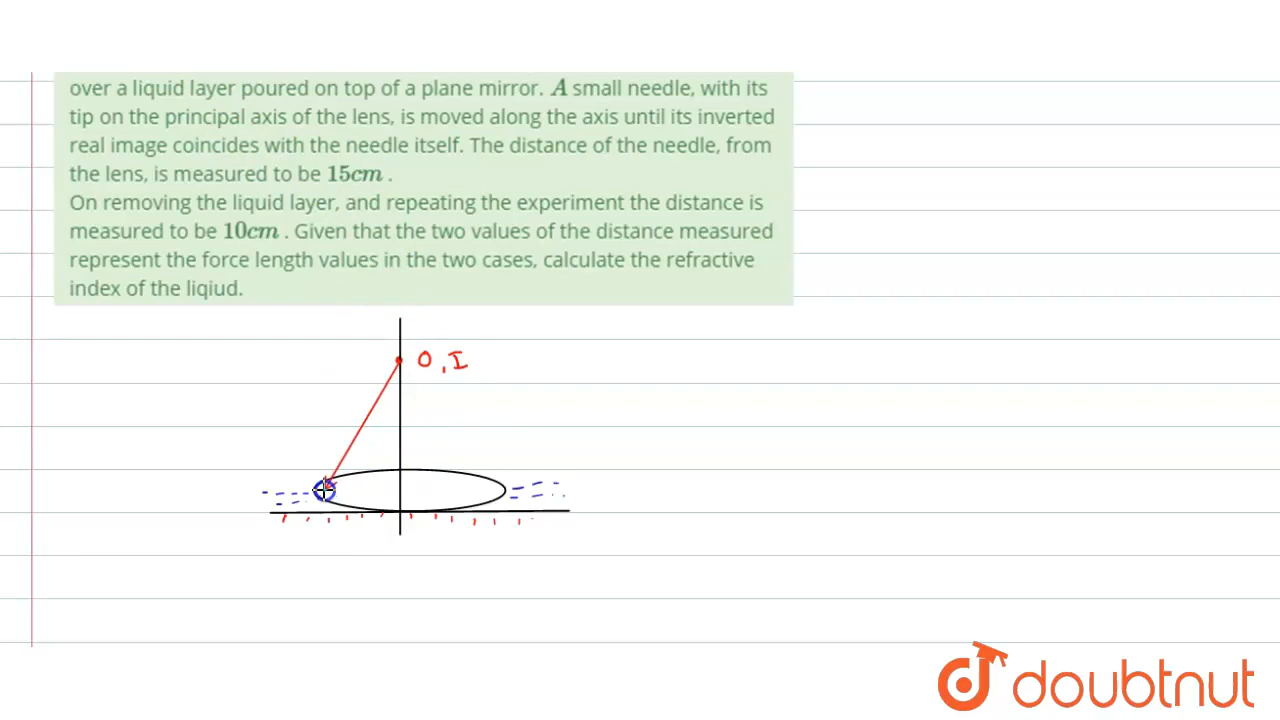 over a liquid layer poured on top of a plane mirror. A small needle, with its
tip on the principal axis of the lens, is moved along the axis until its inverted
real image coincides with the needle itself. The distance of the needle, from
the lens, is measured to be 15cm .
On removing the liquid layer, and repeating the experiment the distance is
measured to be 10cm . Given that the two values of the distance measured
represent the force length values in the two cases, calculate the refractive
index of the liqiud.
O, I
doubtnut